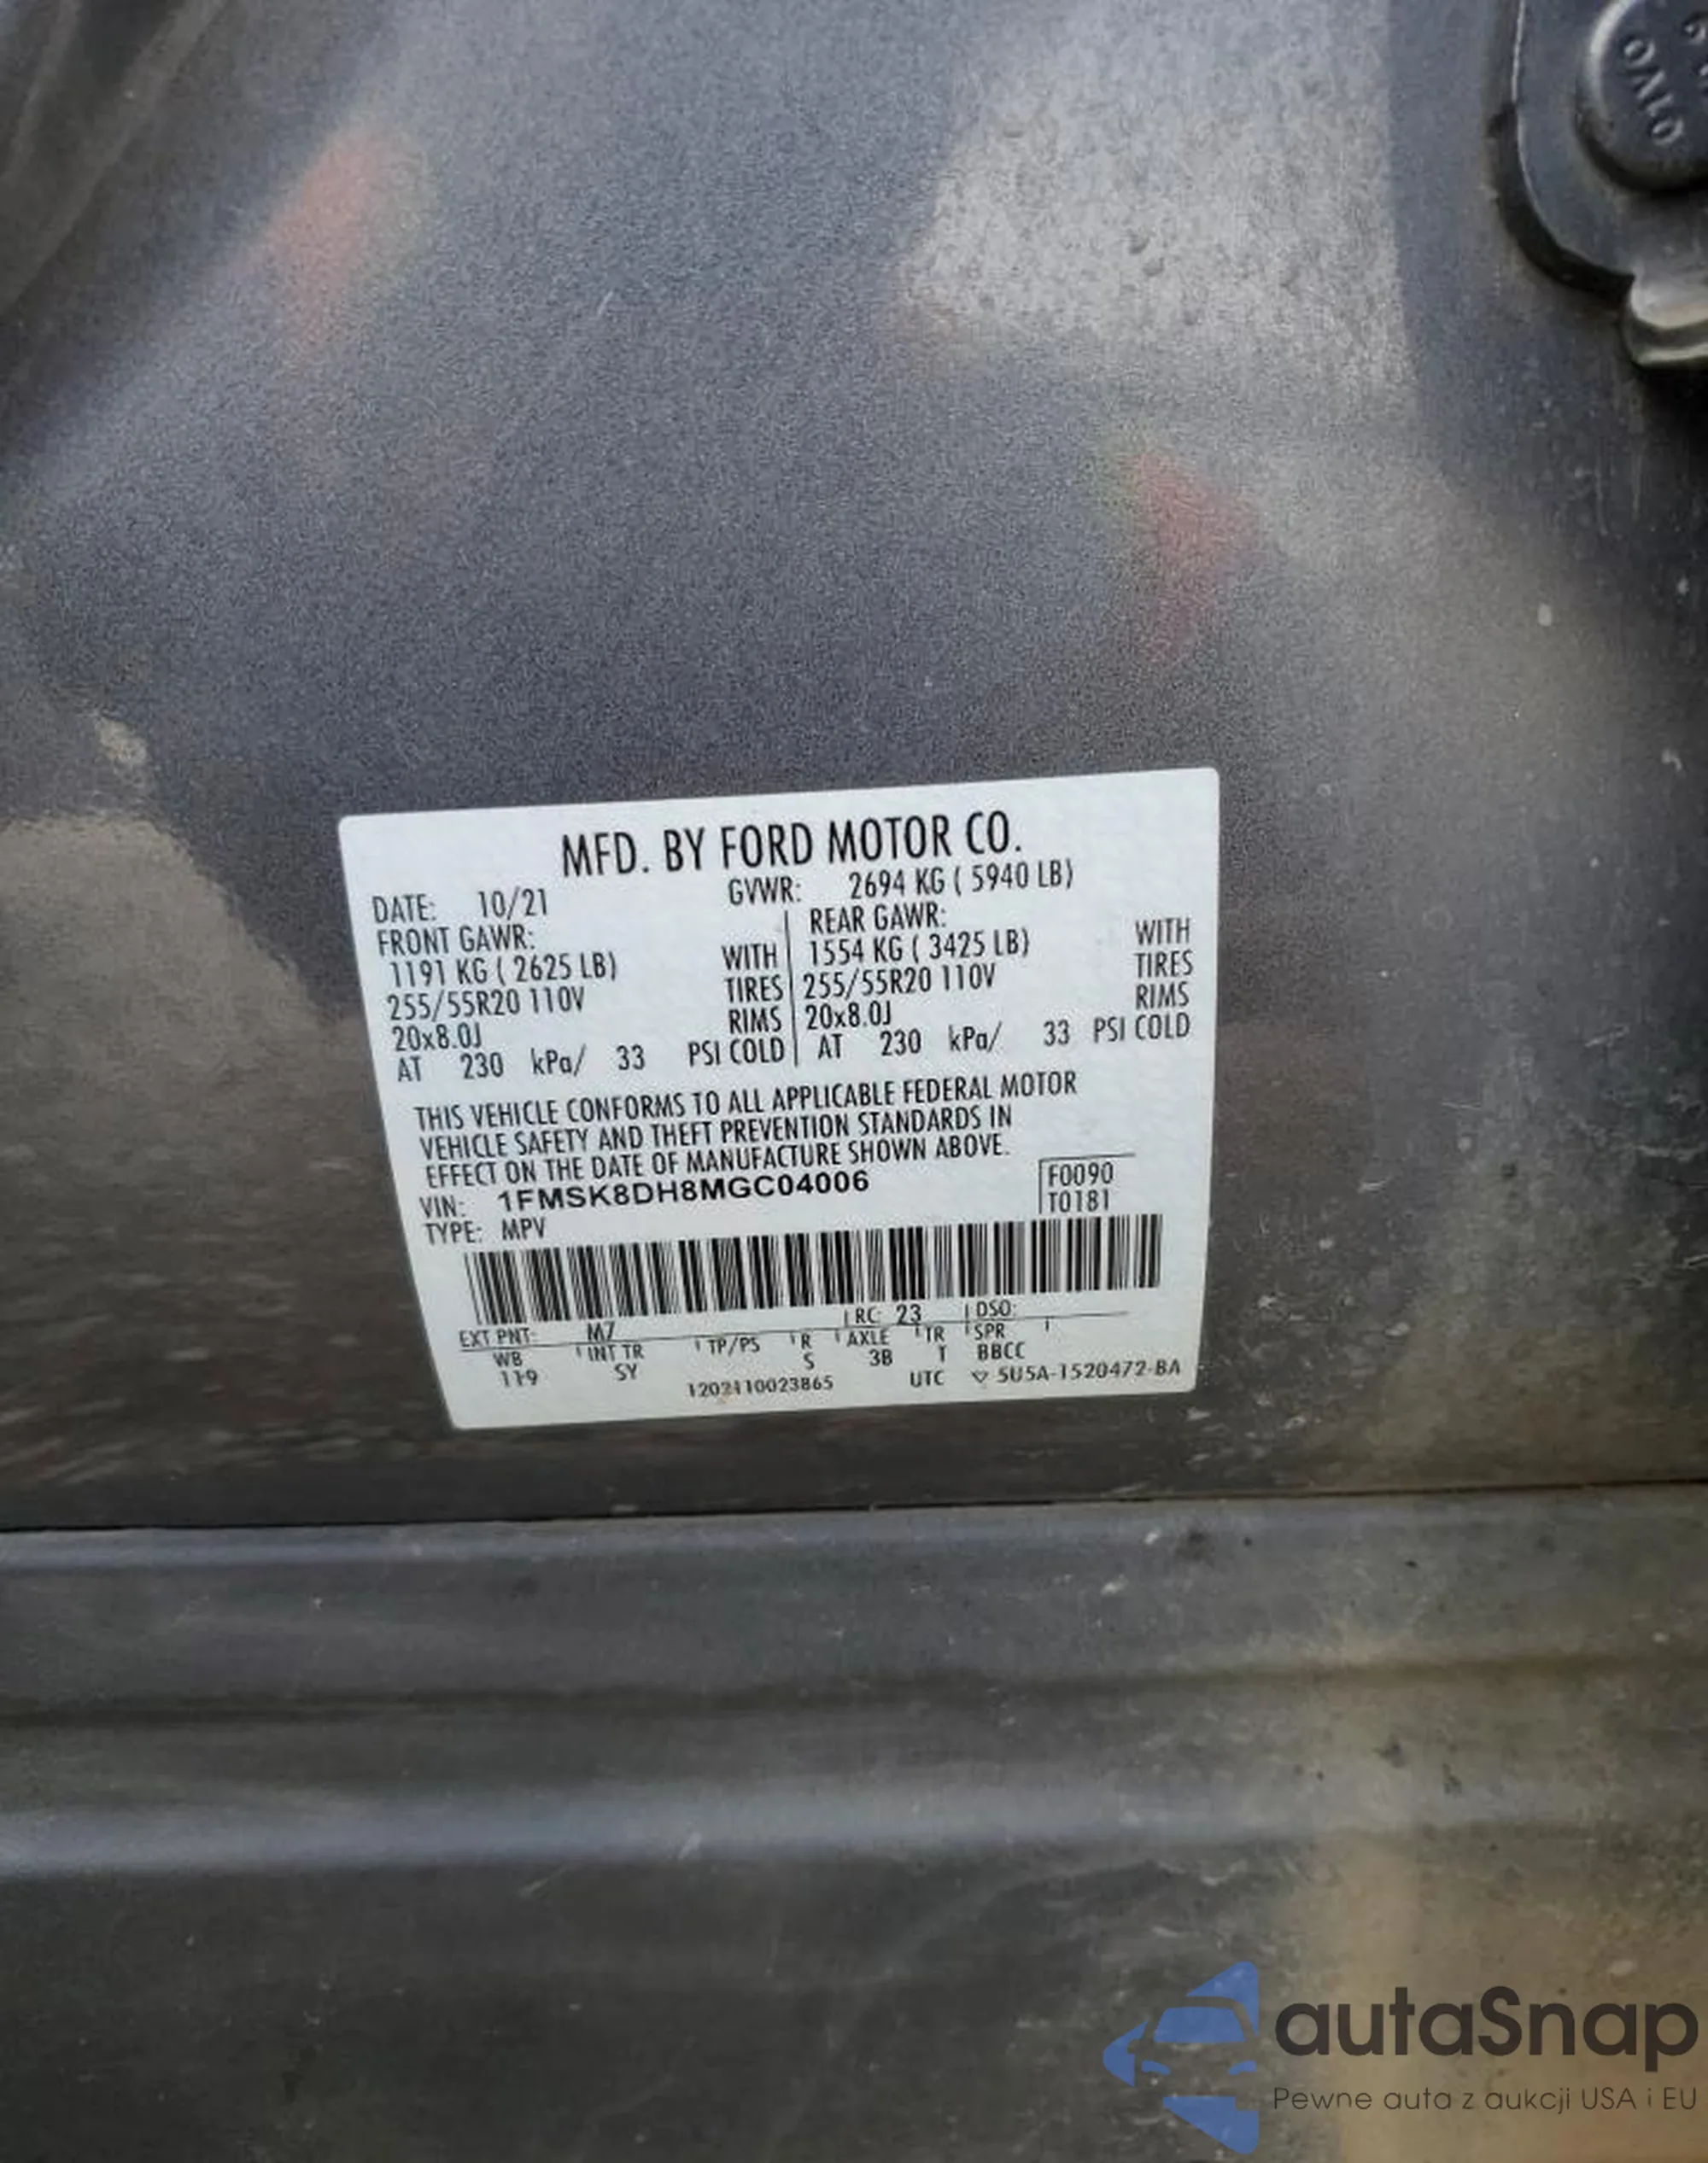 OVLO
MFD. BY FORD MOTOR CO.
DATE: 10/21 GVWR: 2694 KG ( 5940 LB)
FRONT GAWR: REAR GAWR:
1191 KG ( 2625 LB) WITH 1554 KG ( 3425 LB) WITH
255/55R20 110V TIRES 255/55R20 110V TIRES
20x8.0J RIMS 20x8.0J RIMS
AT 230 kPa/ 33 PSI COLD AT 230 kPa/ 33 PSI COLD
THIS VEHICLE CONFORMS TO ALL APPLICABLE FEDERAL MOTOR
VEHICLE SAFETY AND THEFT PREVENTION STANDARDS IN
EFFECT ON THE DATE OF MANUFACTURE SHOWN ABOVE.
VIN: 1FMSK8DH8MGC04006 F0090
TYPE: MPV T0181
EXT PNT: M7 RC: 23 DSO:
WB INT TR TP/PS R AXLE TR SPR
119 SY S 3B T BBCC
1202110023865 UTC ▽ 5U5A-1520472-BA
autaSnap
Pewne auta z aukcji USA i EU